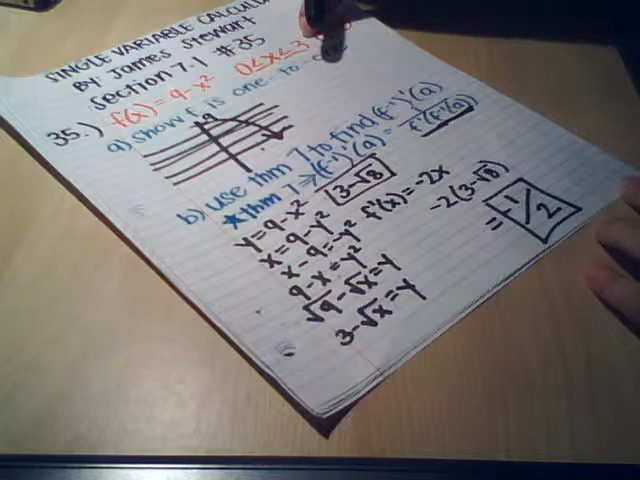 SINGLE VARIABLE CALCULU
BY James Stewart
Section 7.1 #35
35.) f(x) = 9 - x² 0≤x≤3
a) Show f is one-to-one
9
b) use thm 7 to find (f⁻¹)'(a)
*thm 7 ⇒ (f⁻¹)'(a) = 1/f'(f⁻¹(a))
y = 9 - x² 3-√8
x = 9 - y² f'(x) = -2x
x - 9 = -y² -2(3-√8)
9 - x = y² = -1/2
√9 - √x = y
3 - √x = y